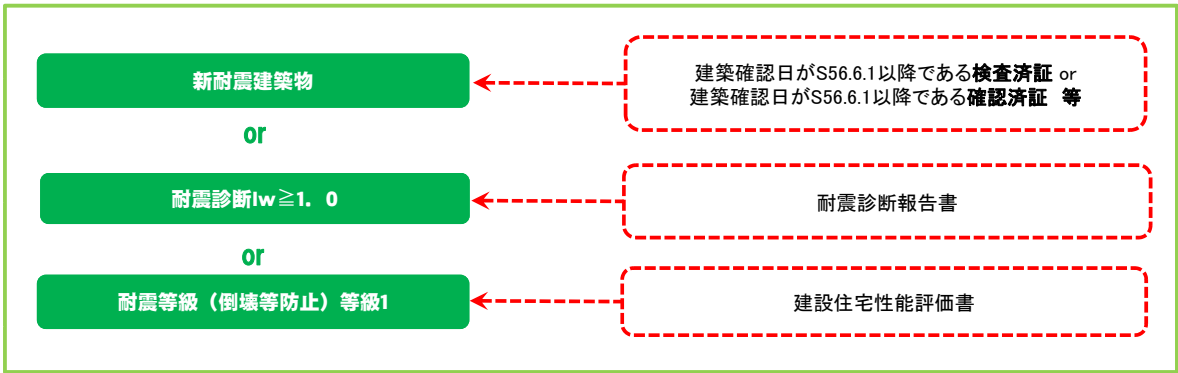 新耐震建築物
建築確認日がS56.6.1以降である検査済証 or
建築確認日がS56.6.1以降である確認済証　等
or
耐震診断Iw≧1．0
耐震診断報告書
or
耐震等級（倒壊等防止）等級1
建設住宅性能評価書